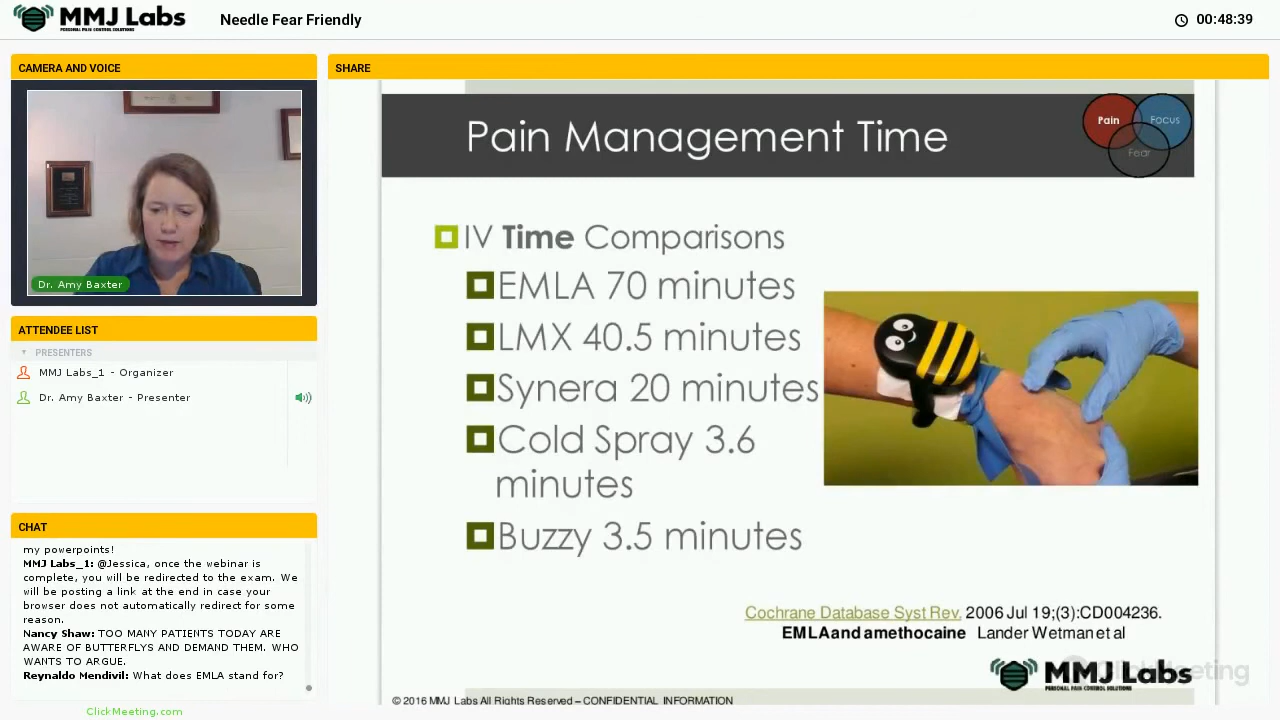 MMJ Labs
PERSONAL PAIN CONTROL SOLUTIONS
Needle Fear Friendly
00:48:39
CAMERA AND VOICE
Dr. Amy Baxter
ATTENDEE LIST
PRESENTERS
MMJ Labs_1 - Organizer
Dr. Amy Baxter - Presenter
CHAT
my powerpoints!
MMJ Labs_1: @Jessica, once the webinar is
complete, you will be redirected to the exam. We
will be posting a link at the end in case your
browser does not automatically redirect for some
reason.
Nancy Shaw: TOO MANY PATIENTS TODAY ARE
AWARE OF BUTTERFLYS AND DEMAND THEM. WHO
WANTS TO ARGUE.
Reynaldo Mendivil: What does EMLA stand for?
ClickMeeting.com
SHARE
Pain Management Time
Pain
Focus
Fear
IV Time Comparisons
EMLA 70 minutes
LMX 40.5 minutes
Synera 20 minutes
Cold Spray 3.6
minutes
Buzzy 3.5 minutes
Cochrane Database Syst Rev. 2006 Jul 19;(3):CD004236.
EMLA and amethocaine Lander Wetman et al
MMJ Labs
PERSONAL PAIN CONTROL SOLUTIONS
ClickMeeting
© 2016 MMJ Labs All Rights Reserved – CONFIDENTIAL INFORMATION